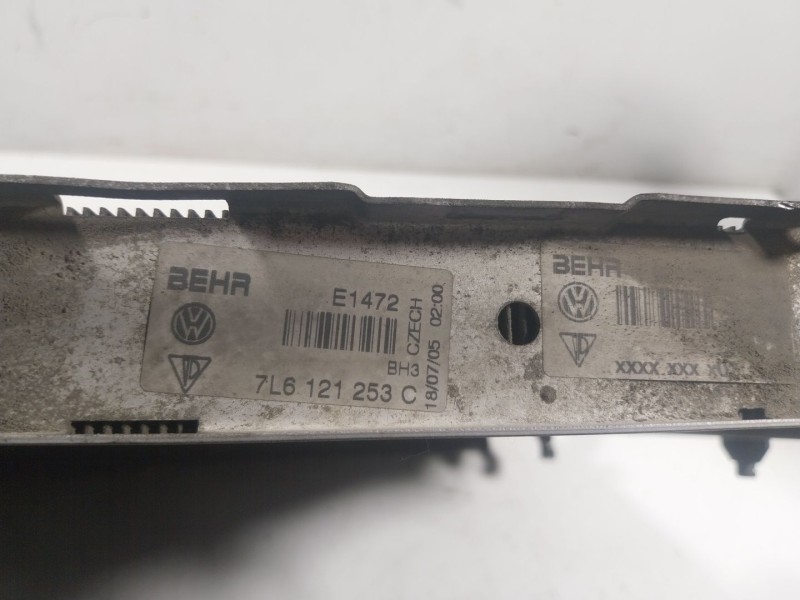 BEHR
E1472
BH3 CZECH
7L6 121 253 C
18/07/05 02:00
BEHR
XXXX XXX